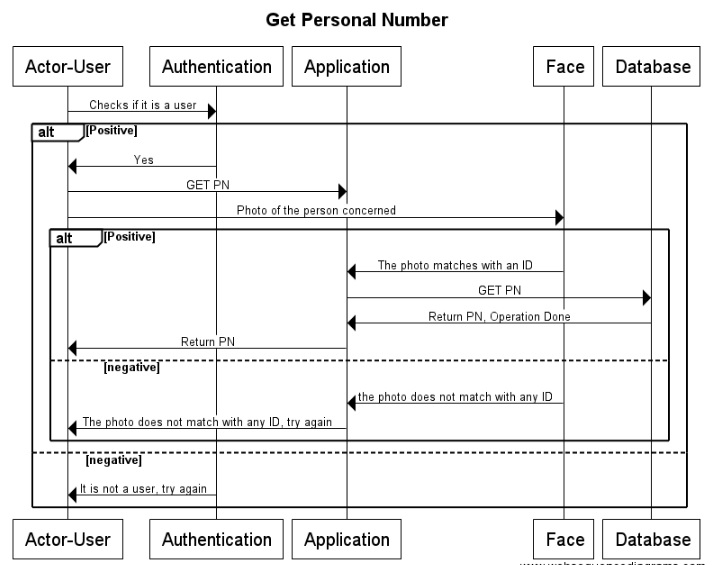 Get Personal Number
Actor-User Authentication Application Face Database
Checks if it is a user
alt [Positive]
Yes
GET PN
Photo of the person concerned
alt [Positive]
The photo matches with an ID
GET PN
Return PN, Operation Done
Return PN
[negative]
the photo does not match with any ID
The photo does not match with any ID, try again
[negative]
It is not a user, try again
Actor-User Authentication Application Face Database
www.websequencediagrams.com